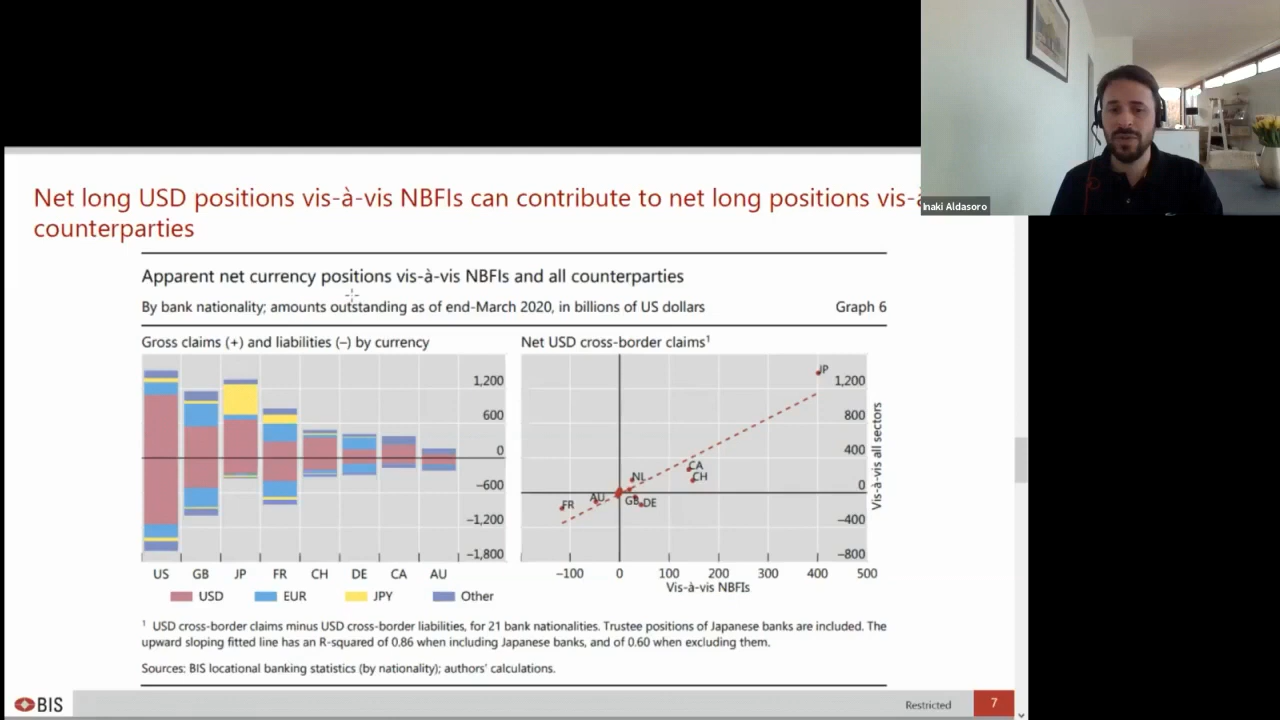 Net long USD positions vis-à-vis NBFIs can contribute to net long positions vis-à
counterparties
Apparent net currency positions vis-à-vis NBFIs and all counterparties
By bank nationality; amounts outstanding as of end-March 2020, in billions of US dollars
Graph 6
Gross claims (+) and liabilities (–) by currency
1,200
600
0
–600
–1,200
–1,800
US GB JP FR CH DE CA AU
USD EUR JPY Other
Net USD cross-border claims¹
JP
CA
CH
NL
AU
GB
DE
FR
1,200
800
400
0
–400
–800
Vis-à-vis all sectors
–100 0 100 200 300 400 500
Vis-à-vis NBFIs
¹ USD cross-border claims minus USD cross-border liabilities, for 21 bank nationalities. Trustee positions of Japanese banks are included. The
upward sloping fitted line has an R-squared of 0.86 when including Japanese banks, and of 0.60 when excluding them.
Sources: BIS locational banking statistics (by nationality); authors' calculations.
BIS
Restricted
7
Inaki Aldasoro